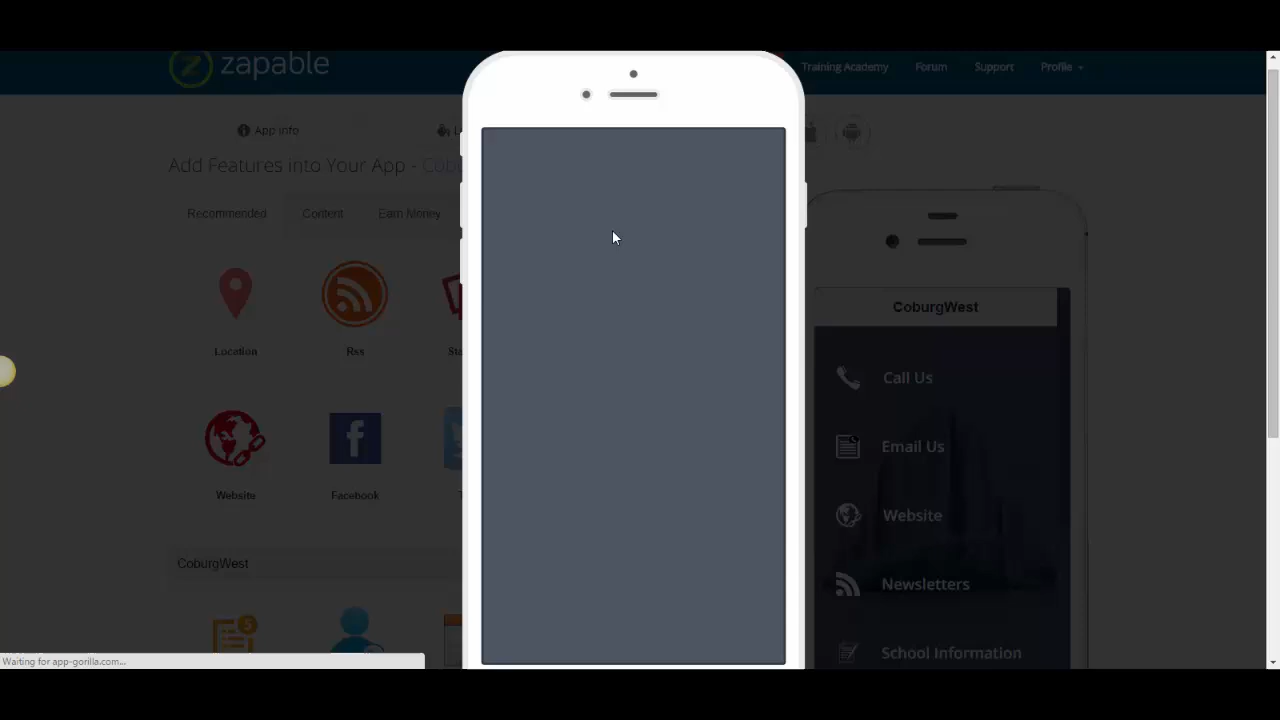 zapable
Training Academy
Forum
Support
Profile
App info
Add Features into Your App -
Recommended
Content
Earn Money
CoburgWest
Location
Rss
Call Us
Email Us
Website
Facebook
Website
CoburgWest
Newsletters
School Information
Waiting for app-gorilla.com...